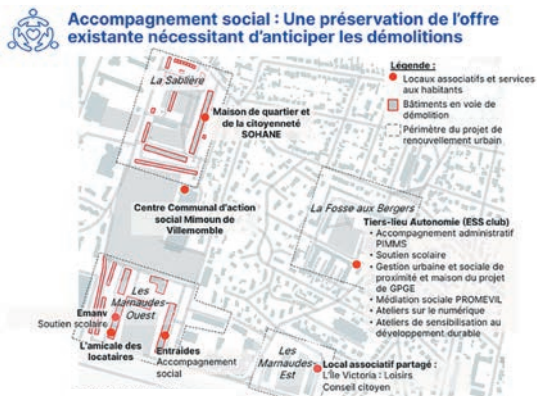 Accompagnement social : Une préservation de l'offre
existante nécessitant d'anticiper les démolitions
Légende :
Locaux associatifs et services
aux habitants
Bâtiments en voie de
démolition
Périmètre du projet de
renouvellement urbain
La Sablière
Maison de quartier et
de la citoyenneté
SOHANE
Centre Communal d'action
social Mimoun de
Villemomble
La Fosse aux Bergers
Tiers-lieu Autonomie (ESS club)
• Accompagnement administratif
PIMMS
• Soutien scolaire
• Gestion urbaine et sociale de
proximité et maison du projet
de GPGE
• Médiation sociale PROMEVIL
• Ateliers sur le numérique
• Ateliers de sensibilisation au
développement durable
Les
Marnaudes-
Ouest
Emanv
Soutien scolaire
L'amicale des
locataires
Entraides
Accompagnement
social
Les
Marnaudes-
Est
Local associatif partagé :
L'Île Victoria : Loisirs
Conseil citoyen